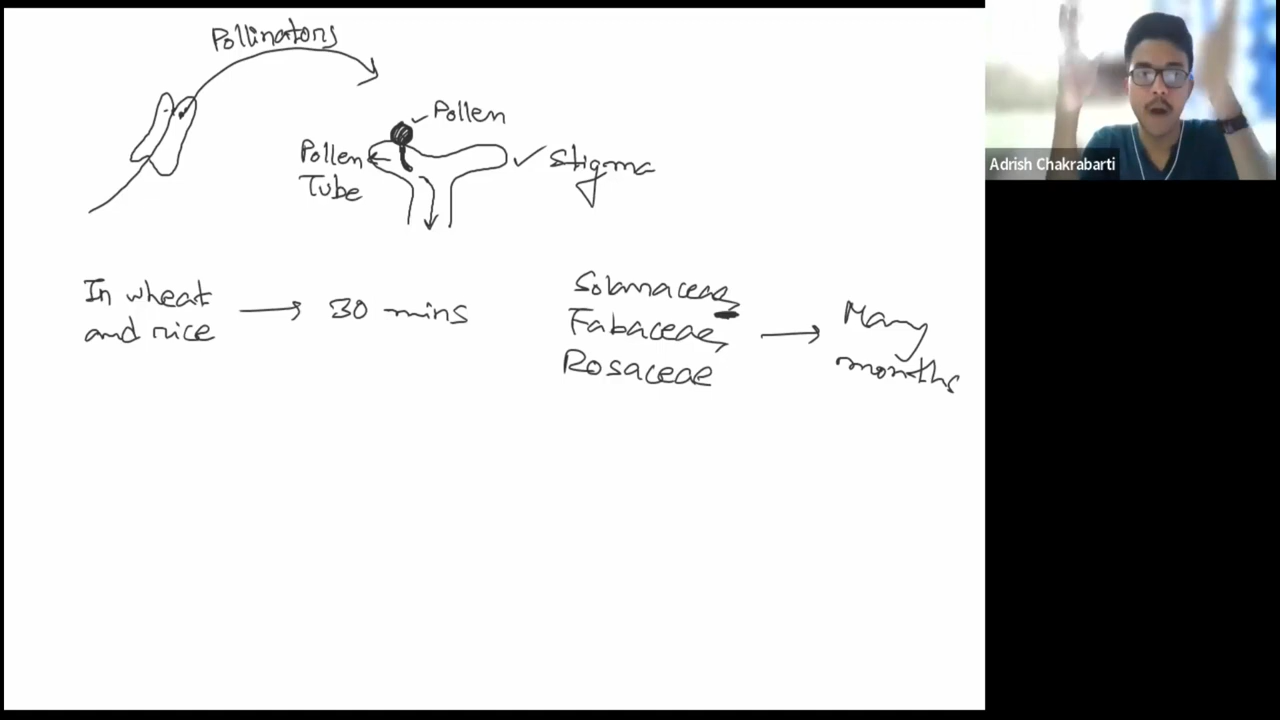 Pollinators
Pollen
Pollen
Tube
Stigma
In wheat
and rice
30 mins
Solanaceae,
Fabaceae,
Rosaceae
Many
months
Adrish Chakrabarti